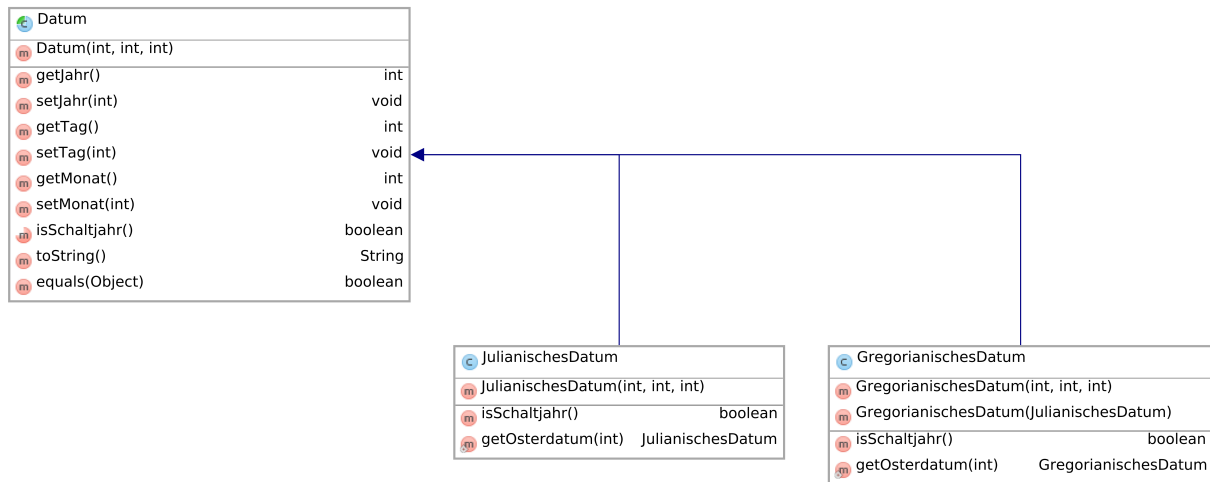 Datum
Datum(int, int, int)
getJahr() int
setJahr(int) void
getTag() int
setTag(int) void
getMonat() int
setMonat(int) void
isSchaltjahr() boolean
toString() String
equals(Object) boolean
JulianischesDatum
JulianischesDatum(int, int, int)
isSchaltjahr() boolean
getOsterdatum(int) JulianischesDatum
GregorianischesDatum
GregorianischesDatum(int, int, int)
GregorianischesDatum(JulianischesDatum)
isSchaltjahr() boolean
getOsterdatum(int) GregorianischesDatum